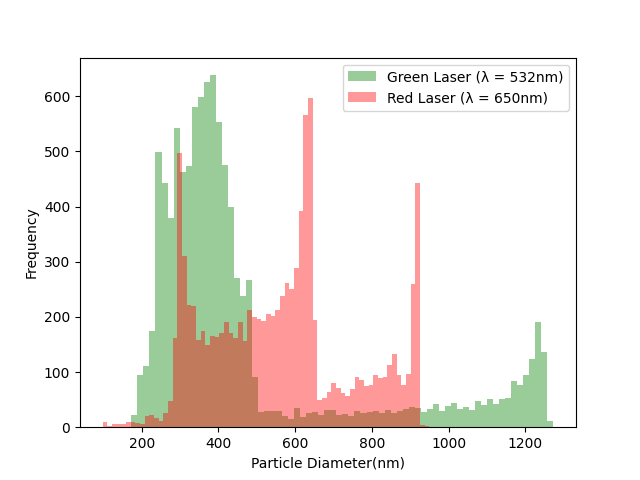 Green Laser (λ = 532nm)
Red Laser (λ = 650nm)
600
500
400
300
200
100
0
Frequency
200 400 600 800 1000 1200
Particle Diameter(nm)